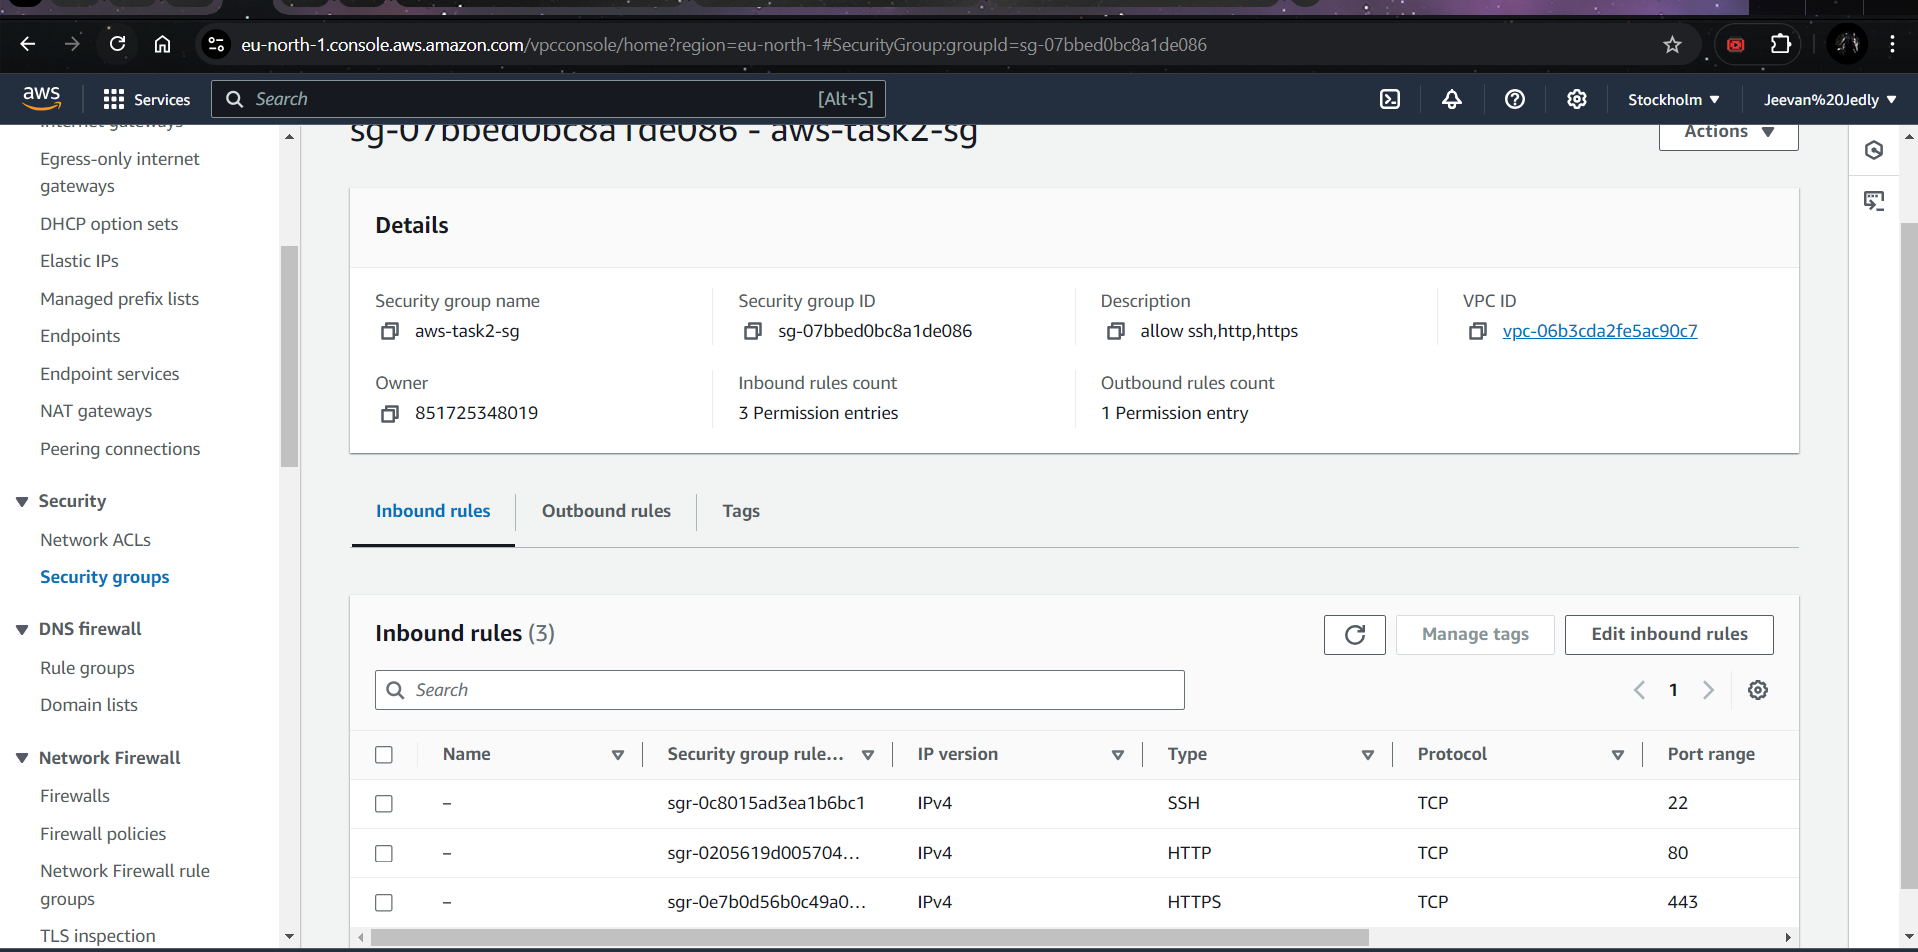 eu-north-1.console.aws.amazon.com/vpcconsole/home?region=eu-north-1#SecurityGroup:groupId=sg-07bbed0bc8a1de086
aws
Services
Search
[Alt+S]
Stockholm
Jeevan%20Jedly
Internet gateways
Egress-only internet
gateways
DHCP option sets
Elastic IPs
Managed prefix lists
Endpoints
Endpoint services
NAT gateways
Peering connections
Security
Network ACLs
Security groups
DNS firewall
Rule groups
Domain lists
Network Firewall
Firewalls
Firewall policies
Network Firewall rule
groups
TLS inspection
sg-07bbed0bc8a1de086 - aws-task2-sg
Actions
Details
Security group name
aws-task2-sg
Security group ID
sg-07bbed0bc8a1de086
Description
allow ssh,http,https
VPC ID
vpc-06b3cda2fe5ac90c7
Owner
851725348019
Inbound rules count
3 Permission entries
Outbound rules count
1 Permission entry
Inbound rules
Outbound rules
Tags
Inbound rules (3)
Manage tags
Edit inbound rules
Search
1
Name Security group rule... IP version Type Protocol Port range
– sgr-0c8015ad3ea1b6bc1 IPv4 SSH TCP 22
– sgr-0205619d005704... IPv4 HTTP TCP 80
– sgr-0e7b0d56b0c49a0... IPv4 HTTPS TCP 443